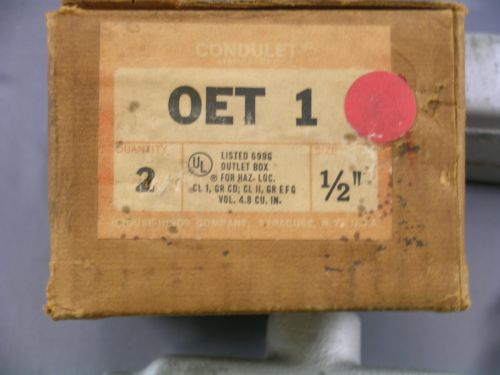 CONDULET
OET 1
QUANTITY
2
UL
LISTED 699G
OUTLET BOX
® FOR HAZ. LOC.
CL I, GR CD; CL II, GR E F G
VOL. 4.8 CU. IN.
SIZE
1/2"
CROUSE-HINDS COMPANY, SYRACUSE, N.Y. U.S.A.